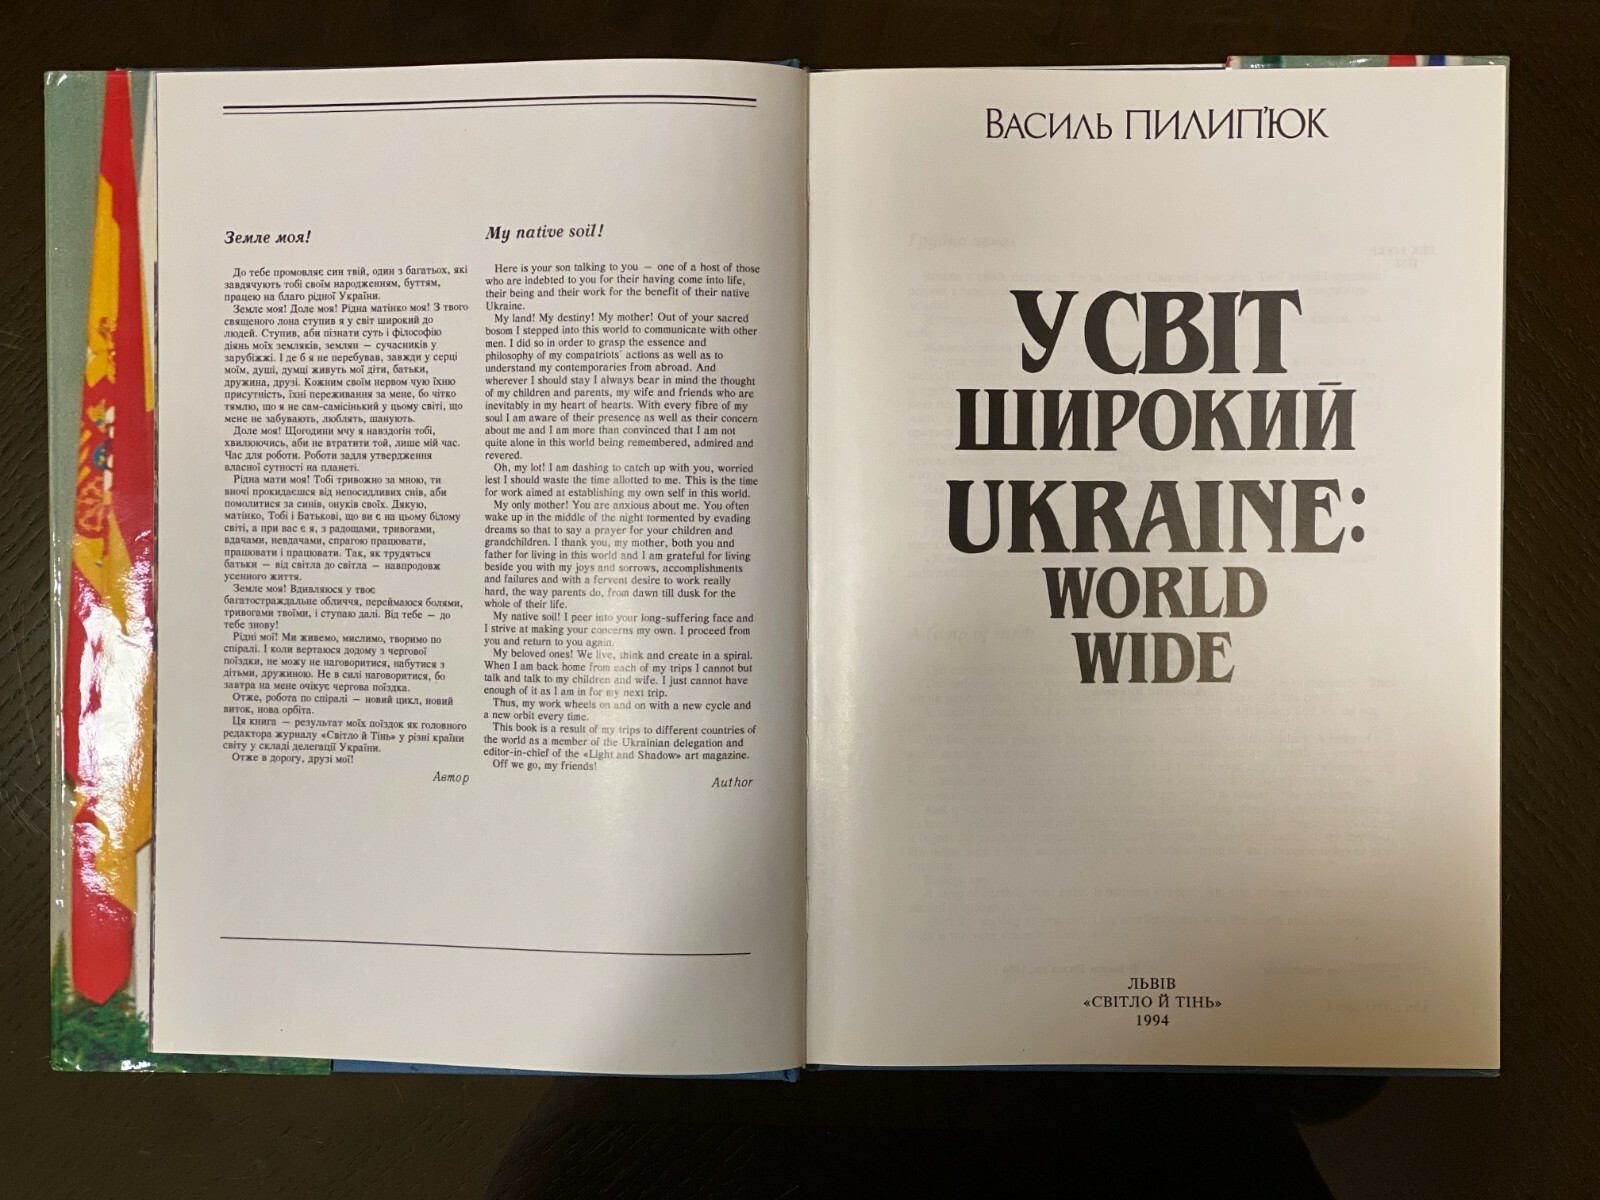 Земле моя!
До тебе промовляє син твій, один з багатьох, які
завдячують тобі своїм народженням, буттям,
працею на благо рідної України.
Земле моя! Доле моя! Рідна матінко моя! З твого
священого лона ступив я у світ широкий до
людей. Ступив, аби пізнати суть і філософію
діянь моїх земляків, землян — сучасників у
зарубіжжі. І де б я не перебував, завжди у серці
моїм, душі, думці живуть мої діти, батьки,
дружина, друзі. Кожним своїм нервом чую їхню
присутність, їхні переживання за мене, бо чітко
тямлю, що я не сам-самісінький у цьому світі, що
мене не забувають, люблять, шанують.
Доле моя! Щогодини мчу я навздогін тобі,
хвилюючись, аби не втратити той, лише мій час.
Час для роботи. Роботи задля утвердження
власної сутності на планеті.
Рідна мати моя! Тобі тривожно за мною, ти
вночі прокидаєшся від непосидливих снів, аби
помолитися за синів, онуків своїх. Дякую,
матінко, Тобі і Батькові, що ви є на цьому білому
світі, а при вас є я, з радощами, тривогами,
вдачами, невдачами, спрагою працювати,
працювати і працювати. Так, як трудяться
батьки — від світла до світла — навпродовж
усенного життя.
Земле моя! Вдивляюся у твоє
багатостраждальне обличчя, переймаюся болями,
тривогами твоїми, і ступаю далі. Від тебе — до
тебе знову!
Рідні мої! Ми живемо, мислимо, творимо по
спіралі. І коли вертаюся додому з чергової
поїздки, не можу не наговоритися, набутися з
дітьми, дружиною. Не в силі наговоритися, бо
завтра на мене очікує чергова поїздка.
Отже, робота по спіралі — новий цикл, новий
виток, нова орбіта.
Ця книга — результат моїх поїздок як головного
редактора журналу «Світло й Тінь» у різні країни
світу у складі делегації України.
Отже в дорогу, друзі мої!
Автор
My native soil!
Here is your son talking to you — one of a host of those
who are indebted to you for their having come into life,
their being and their work for the benefit of their native
Ukraine.
My land! My destiny! My mother! Out of your sacred
bosom I stepped into this world to communicate with other
men. I did so in order to grasp the essence and
philosophy of my compatriots' actions as well as to
understand my contemporaries from abroad. And
wherever I should stay I always bear in mind the thought
of my children and parents, my wife and friends who are
inevitably in my heart of hearts. With every fibre of my
soul I am aware of their presence as well as their concern
about me and I am more than convinced that I am not
quite alone in this world being remembered, admired and
revered.
Oh, my lot! I am dashing to catch up with you, worried
lest I should waste the time allotted to me. This is the time
for work aimed at establishing my own self in this world.
My only mother! You are anxious about me. You often
wake up in the middle of the night tormented by evading
dreams so that to say a prayer for your children and
grandchildren. I thank you, my mother, both you and
father for living in this world and I am grateful for living
beside you with my joys and sorrows, accomplishments
and failures and with a fervent desire to work really
hard, the way parents do, from dawn till dusk for the
whole of their life.
My native soil! I peer into your long-suffering face and
I strive at making your concerns my own. I proceed from
you and return to you again.
My beloved ones! We live, think and create in a spiral.
When I am back home from each of my trips I cannot but
talk and talk to my children and wife. I just cannot have
enough of it as I am in for my next trip.
Thus, my work wheels on and on with a new cycle and
a new orbit every time.
This book is a result of my trips to different countries of
the world as a member of the Ukrainian delegation and
editor-in-chief of the «Light and Shadow» art magazine.
Off we go, my friends!
Author
ВАСИЛЬ ПИЛИП'ЮК
У СВІТ
ШИРОКИЙ
UKRAINE:
WORLD
WIDE
ЛЬВІВ
«СВІТЛО Й ТІНЬ»
1994